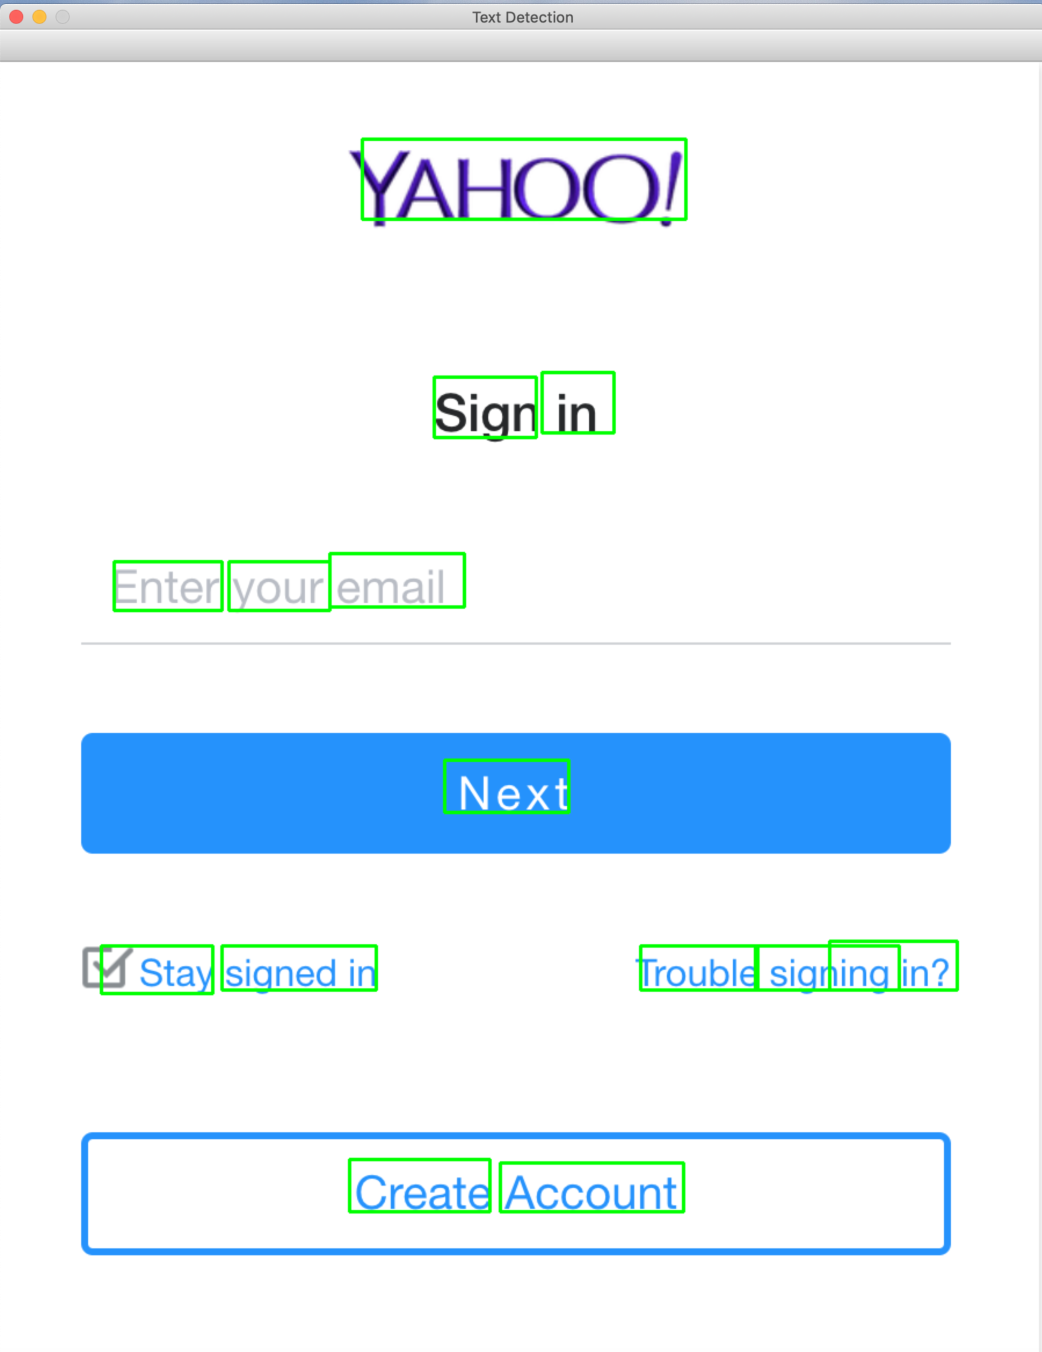 Text Detection
YAHOO!
Sign in
Enter your email
Next
Stay signed in
Trouble signing in?
Create Account